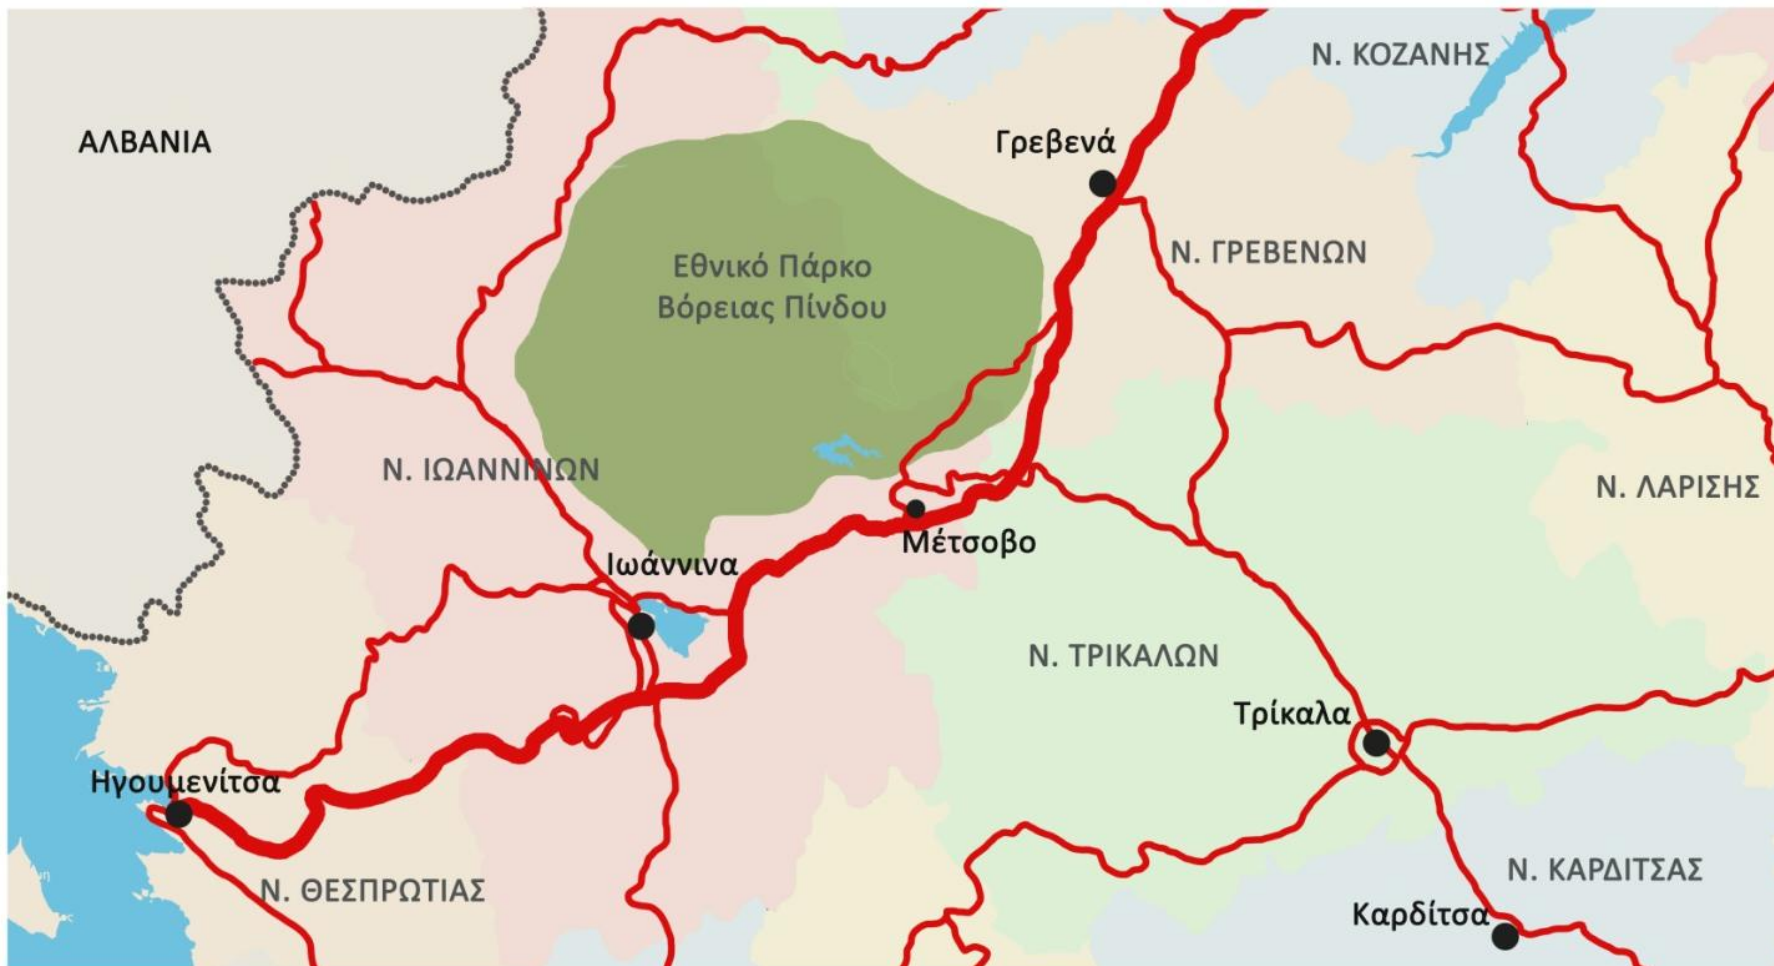 Ν. ΚΟΖΑΝΗΣ
ΑΛΒΑΝΙΑ
Γρεβενά
Ν. ΓΡΕΒΕΝΩΝ
Εθνικό Πάρκο
Βόρειας Πίνδου
Ν. ΙΩΑΝΝΙΝΩΝ
Ν. ΛΑΡΙΣΗΣ
Μέτσοβο
Ιωάννινα
Ν. ΤΡΙΚΑΛΩΝ
Τρίκαλα
Ηγουμενίτσα
Ν. ΘΕΣΠΡΩΤΙΑΣ
Ν. ΚΑΡΔΙΤΣΑΣ
Καρδίτσα